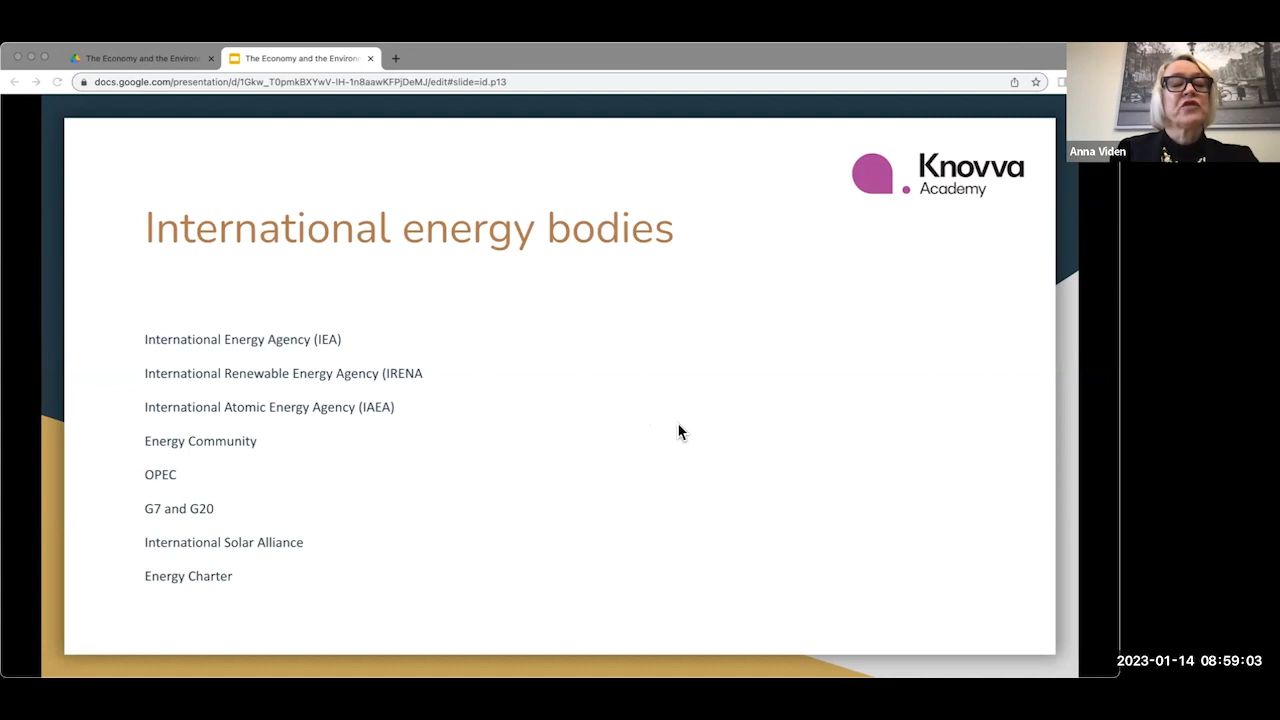 The Economy and the Environ
The Economy and the Environ
docs.google.com/presentation/d/1Gkw_T0pmkBXYwV-lH-1n8aawKFPjDeMJ/edit#slide=id.p13
Anna Viden
Knovva
Academy
International energy bodies
International Energy Agency (IEA)
International Renewable Energy Agency (IRENA
International Atomic Energy Agency (IAEA)
Energy Community
OPEC
G7 and G20
International Solar Alliance
Energy Charter
2023-01-14 08:59:03